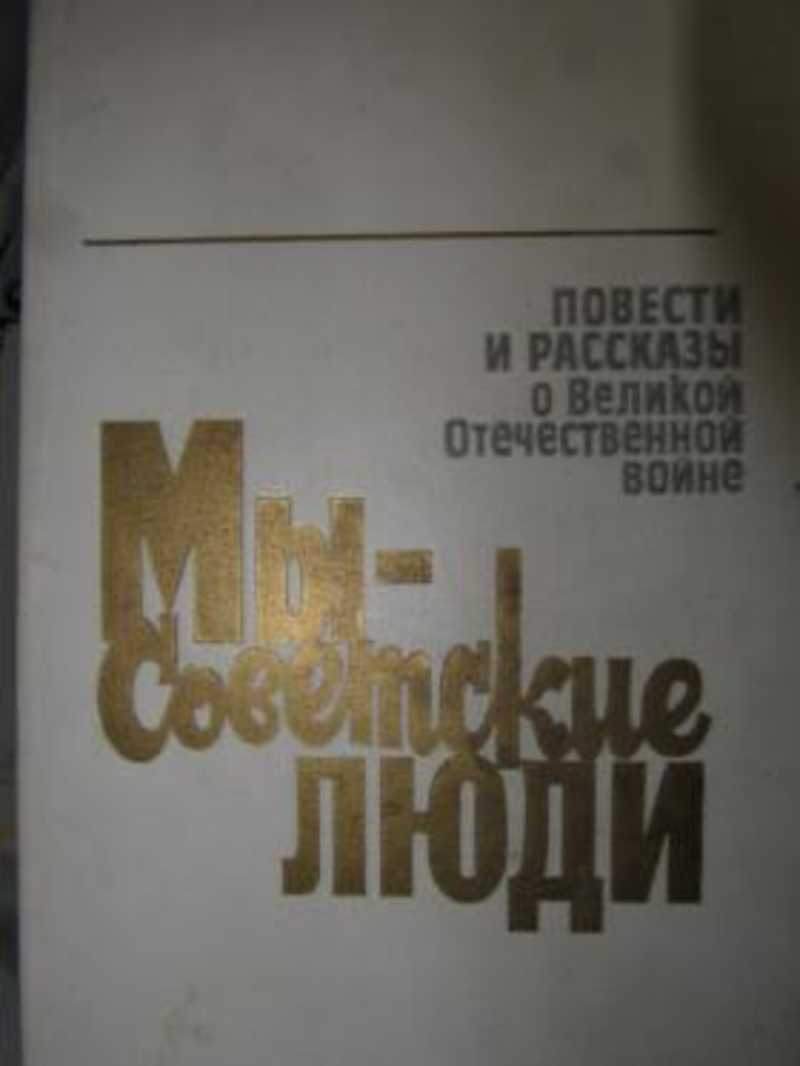 ПОВЕСТИ
И РАССКАЗЫ
о Великой
Отечественной
войне
Мы-
Советские
ЛЮДИ